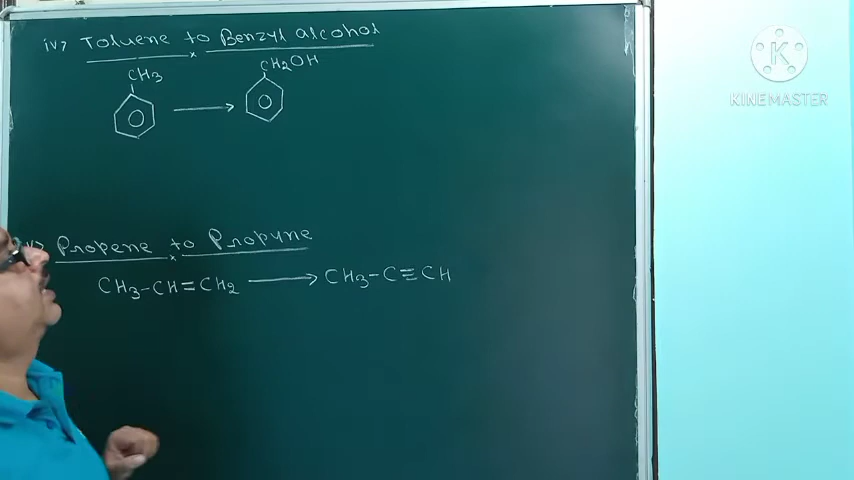 iv> Toluene to Benzyl alcohol
CH3 CH2OH
v> Propene to Propyne
CH3-CH=CH2 ⟶ CH3-C≡CH
K
KINEMASTER